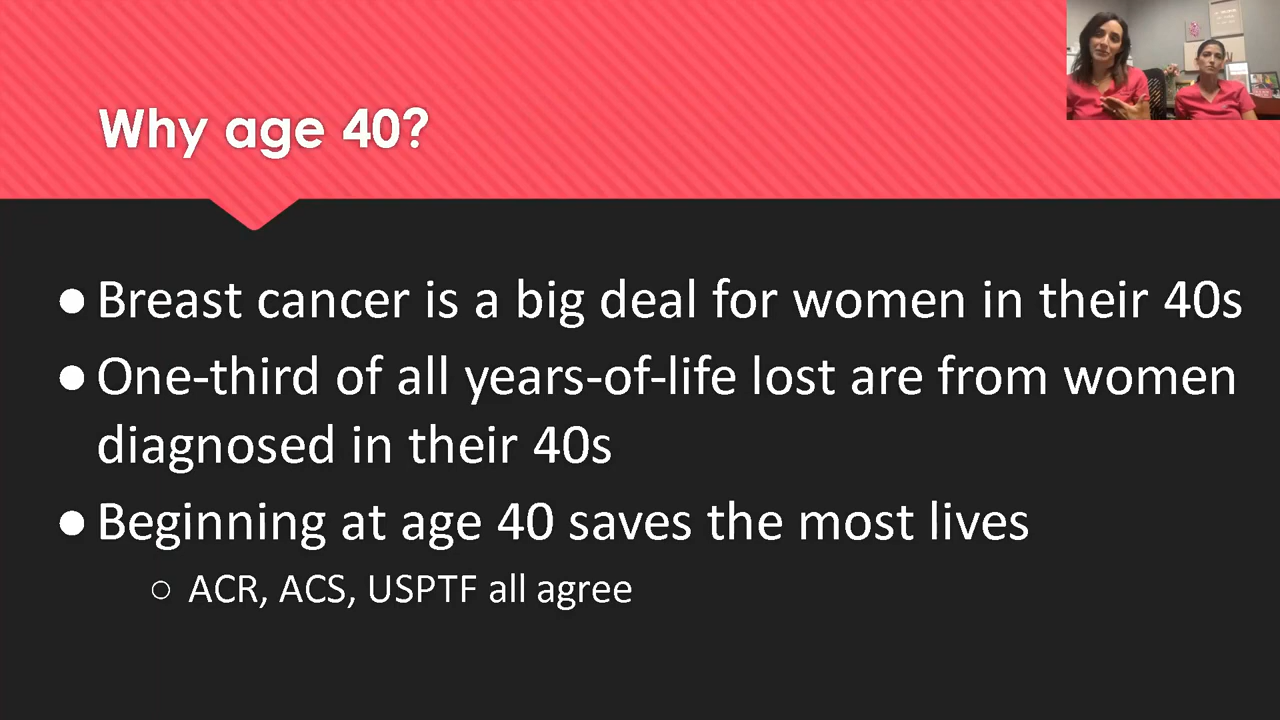 Why age 40?
● Breast cancer is a big deal for women in their 40s
● One-third of all years-of-life lost are from women
diagnosed in their 40s
● Beginning at age 40 saves the most lives
○ ACR, ACS, USPTF all agree